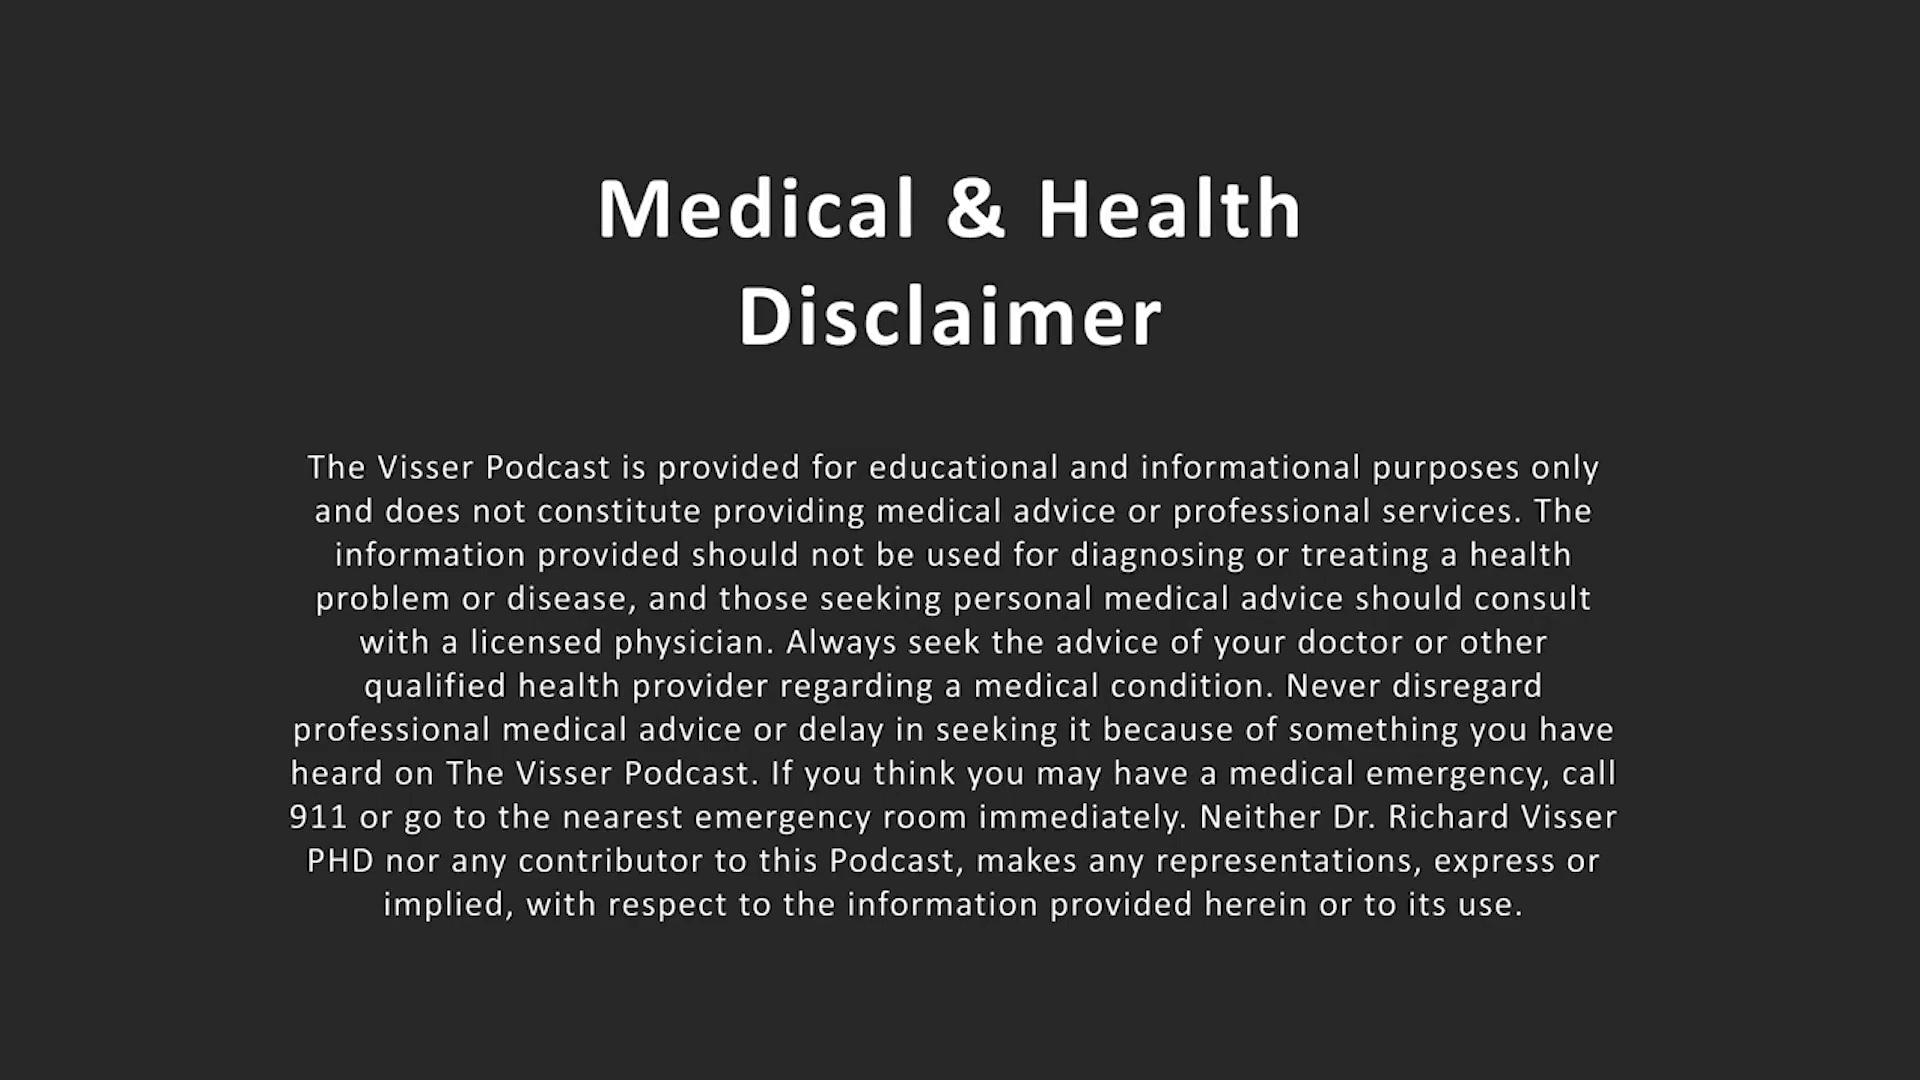 Medical & Health
Disclaimer
The Visser Podcast is provided for educational and informational purposes only
and does not constitute providing medical advice or professional services. The
information provided should not be used for diagnosing or treating a health
problem or disease, and those seeking personal medical advice should consult
with a licensed physician. Always seek the advice of your doctor or other
qualified health provider regarding a medical condition. Never disregard
professional medical advice or delay in seeking it because of something you have
heard on The Visser Podcast. If you think you may have a medical emergency, call
911 or go to the nearest emergency room immediately. Neither Dr. Richard Visser
PHD nor any contributor to this Podcast, makes any representations, express or
implied, with respect to the information provided herein or to its use.